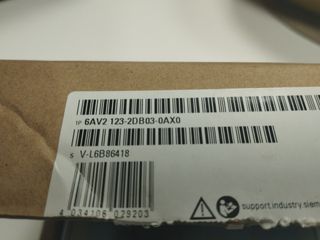 1P 6AV2 123-2DB03-0AX0
S V-L6B86418
4 034106 029203
support.industry.siem